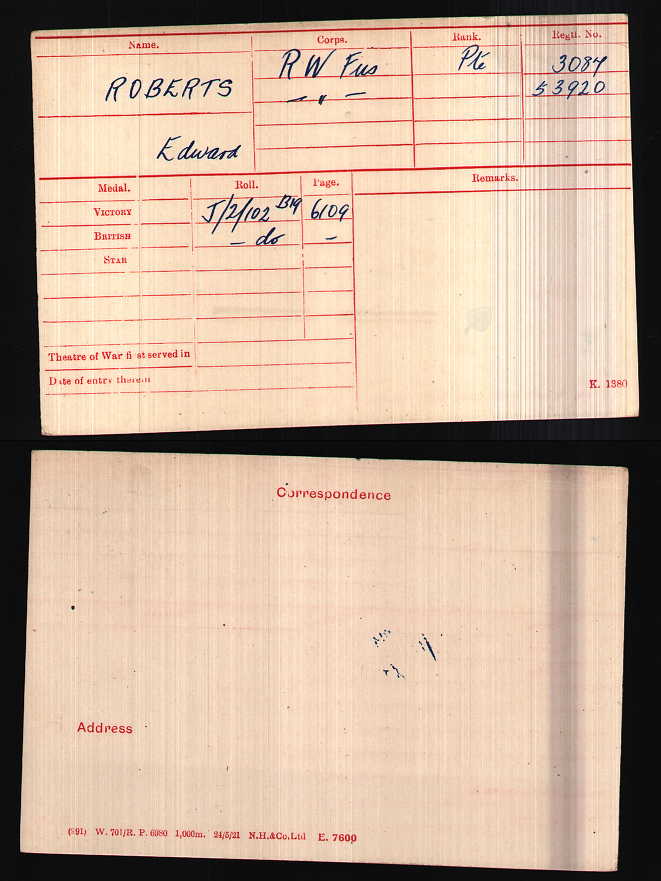 Name. Corps. Rank. Regtl. No.
ROBERTS R W Fus Pte 3084
— " — 53920
Edward
Medal. Roll. Page. Remarks.
VICTORY J/2/102 B19 6109
BRITISH — do —
STAR
Theatre of War first served in
Date of entry therein
K. 1380
Correspondence
Address
(991) W. 701/R. P. 6980 1,000m. 24/5/21 N.H.&Co.Ltd E. 7600